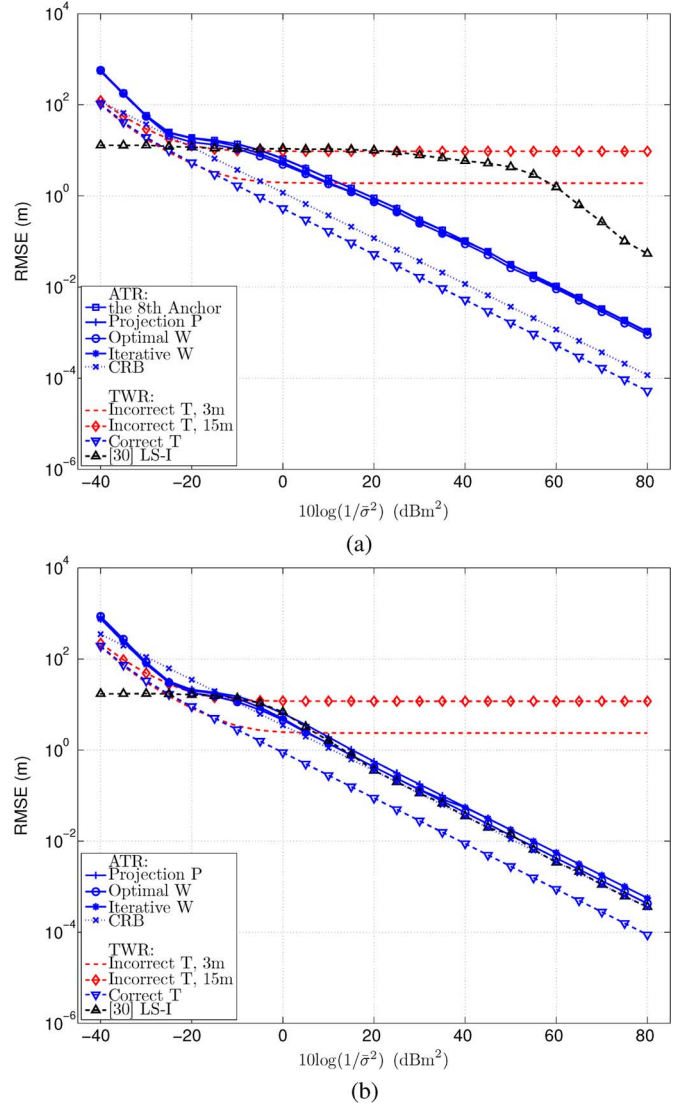 10^4
10^2
10^0
10^−2
10^−4
10^−6
RMSE (m)
ATR:
the 8th Anchor
Projection P
Optimal W
Iterative W
CRB
TWR:
Incorrect T, 3m
Incorrect T, 15m
Correct T
[30] LS-I
−40 −20 0 20 40 60 80
10log(1/σ̄²) (dBm²)
(a)
10^4
10^2
10^0
10^−2
10^−4
10^−6
RMSE (m)
ATR:
Projection P
Optimal W
Iterative W
CRB
TWR:
Incorrect T, 3m
Incorrect T, 15m
Correct T
[30] LS-I
−40 −20 0 20 40 60 80
10log(1/σ̄²) (dBm²)
(b)